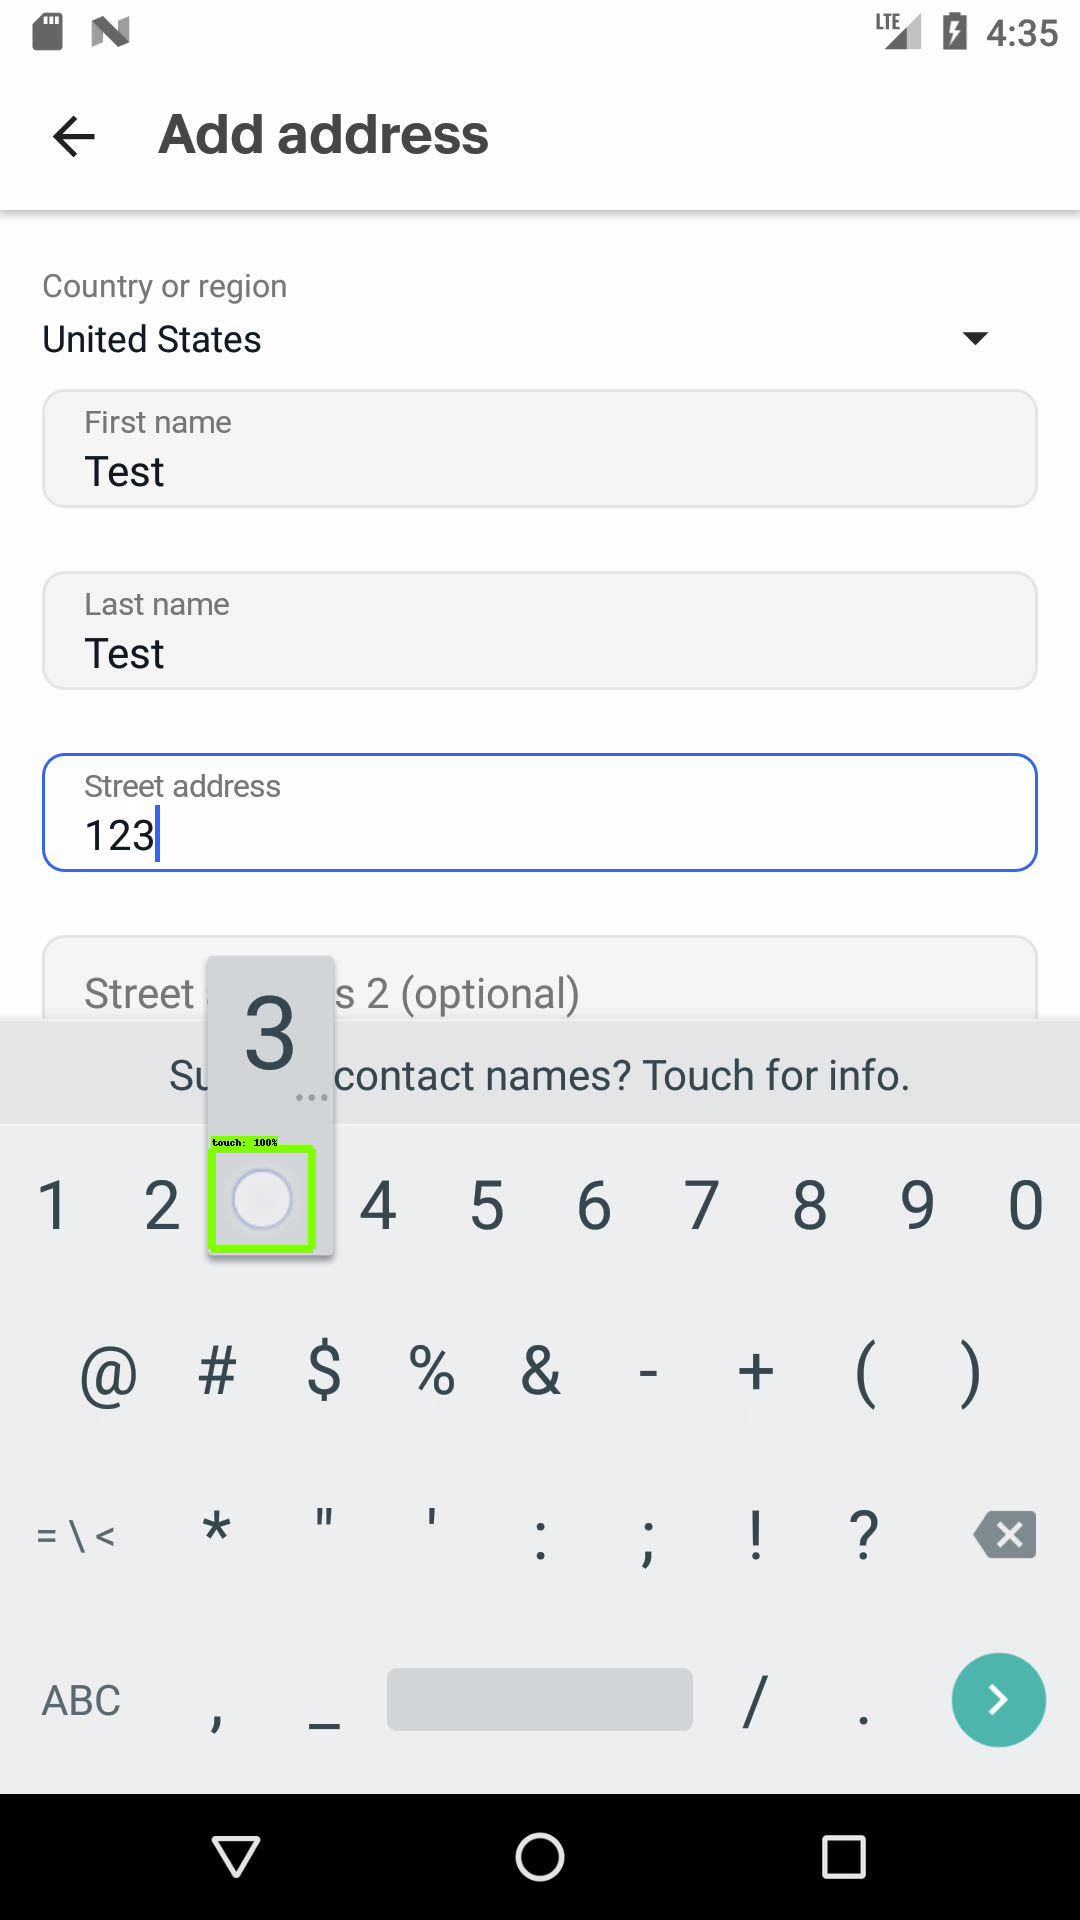 LTE 4:35
Add address
Country or region
United States
First name
Test
Last name
Test
Street address
123
Street s 2 (optional)
3
Su contact names? Touch for info.
touch: 100%
1 2 4 5 6 7 8 9 0
@ # $ % & - + ( )
= \ < * " ' : ; ! ?
ABC , _ / .